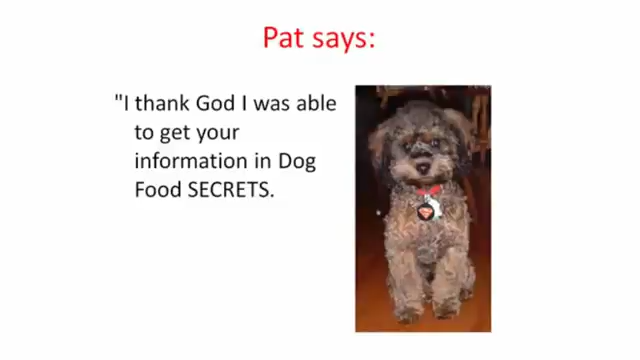 Pat says:
"I thank God I was able
to get your
information in Dog
Food SECRETS.